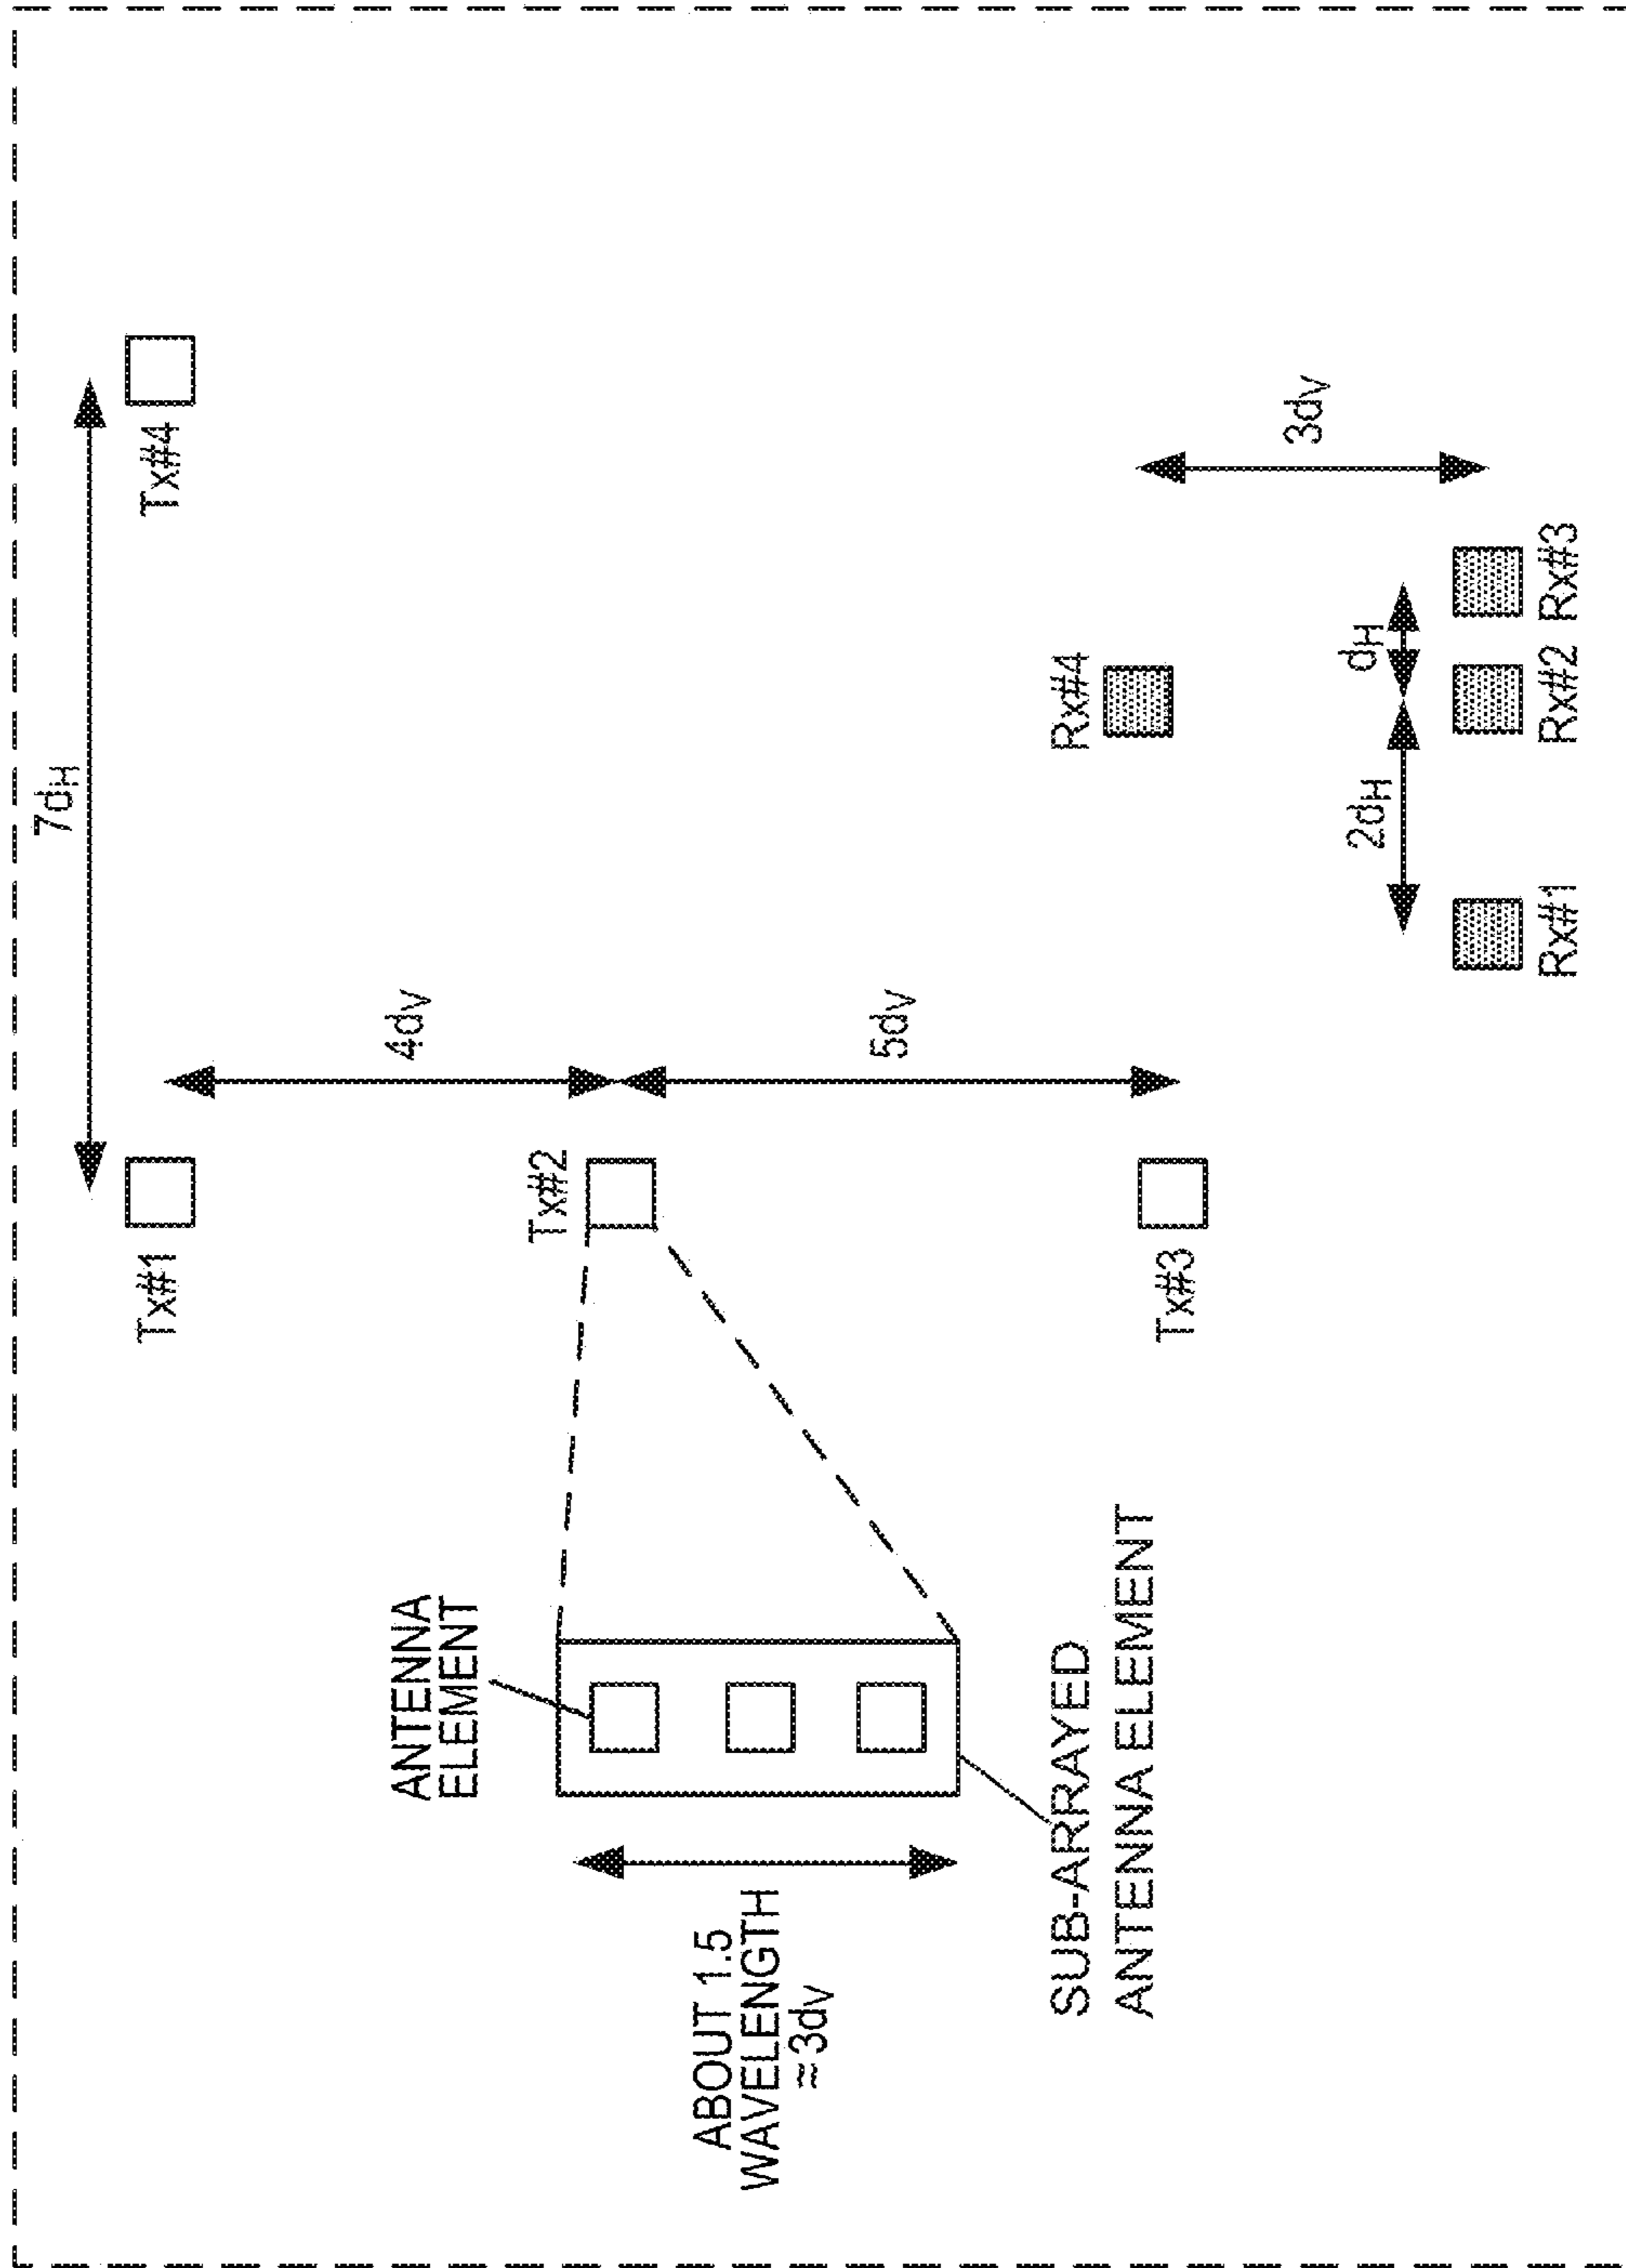 7dH
Tx#1
Tx#4
4dV
ANTENNA
ELEMENT
Tx#2
5dV
ABOUT 1.5
WAVELENGTH
≈3dV
Tx#3
SUB-ARRAYED
ANTENNA ELEMENT
Rx#4
3dV
2dH
dH
Rx#1
Rx#2
Rx#3